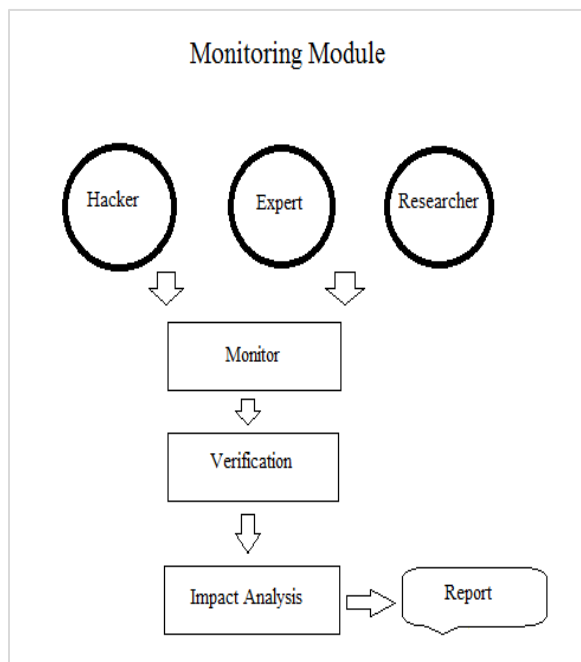 Monitoring Module
Hacker
Expert
Researcher
Monitor
Verification
Impact Analysis
Report